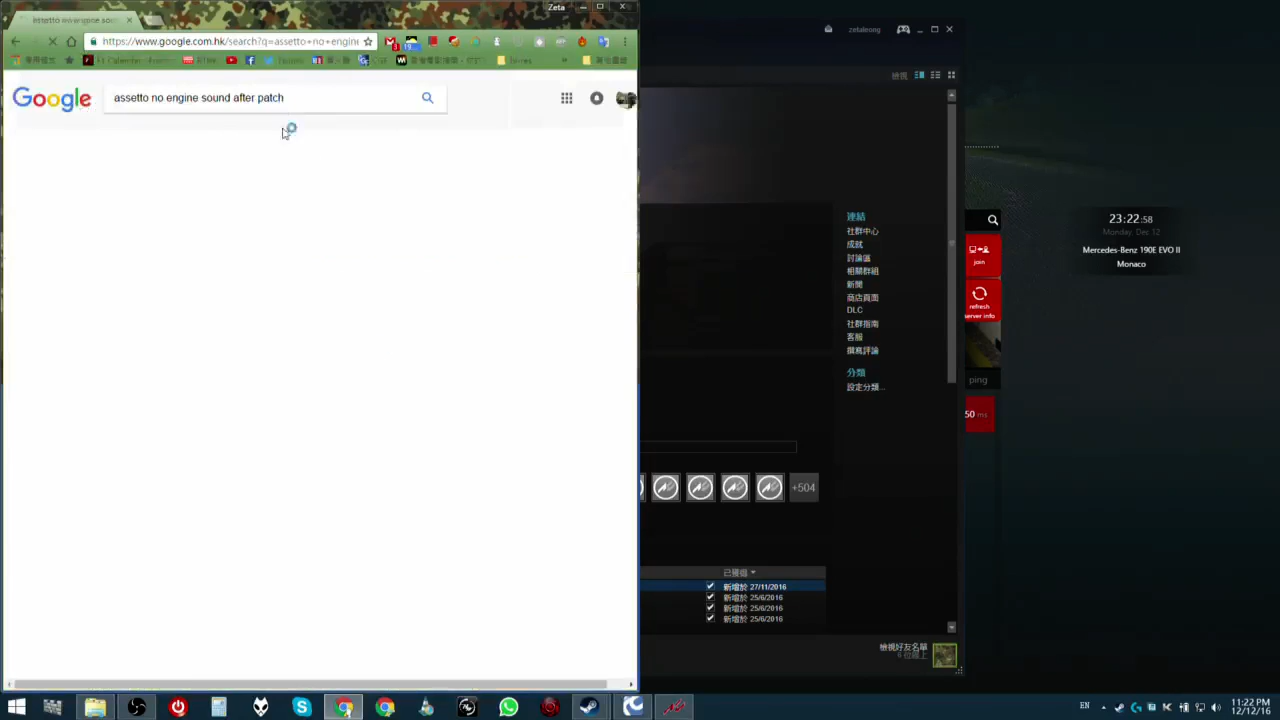 Zeta
https://www.google.com.hk/search?q=assetto+no+engine
Google
assetto no engine sound after patch
zetaleong
檢視
連結
社群中心
成就
討論區
相關群組
新聞
商店頁面
DLC
社群指南
客服
撰寫評論
分類
設定分類...
+504
已獲得
新增於 27/11/2016
新增於 25/6/2016
新增於 25/6/2016
新增於 25/6/2016
檢視好友名單
23:22:58
Monday, Dec 12
Mercedes-Benz 190E EVO II
Monaco
join
refresh
server info
ping
50 ms
EN
11:22 PM
12/12/16